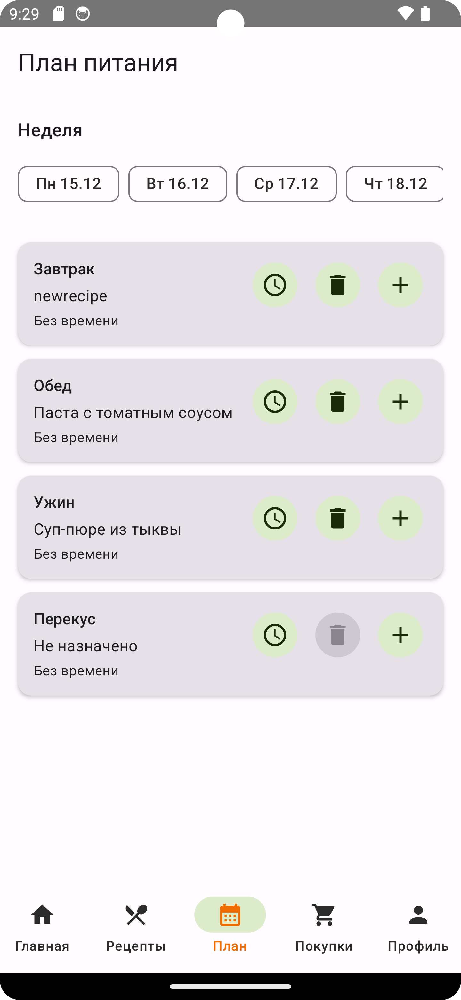 9:29
План питания
Неделя
Пн 15.12 Вт 16.12 Ср 17.12 Чт 18.12
Завтрак
newrecipe
Без времени
Обед
Паста с томатным соусом
Без времени
Ужин
Суп-пюре из тыквы
Без времени
Перекус
Не назначено
Без времени
Главная Рецепты План Покупки Профиль